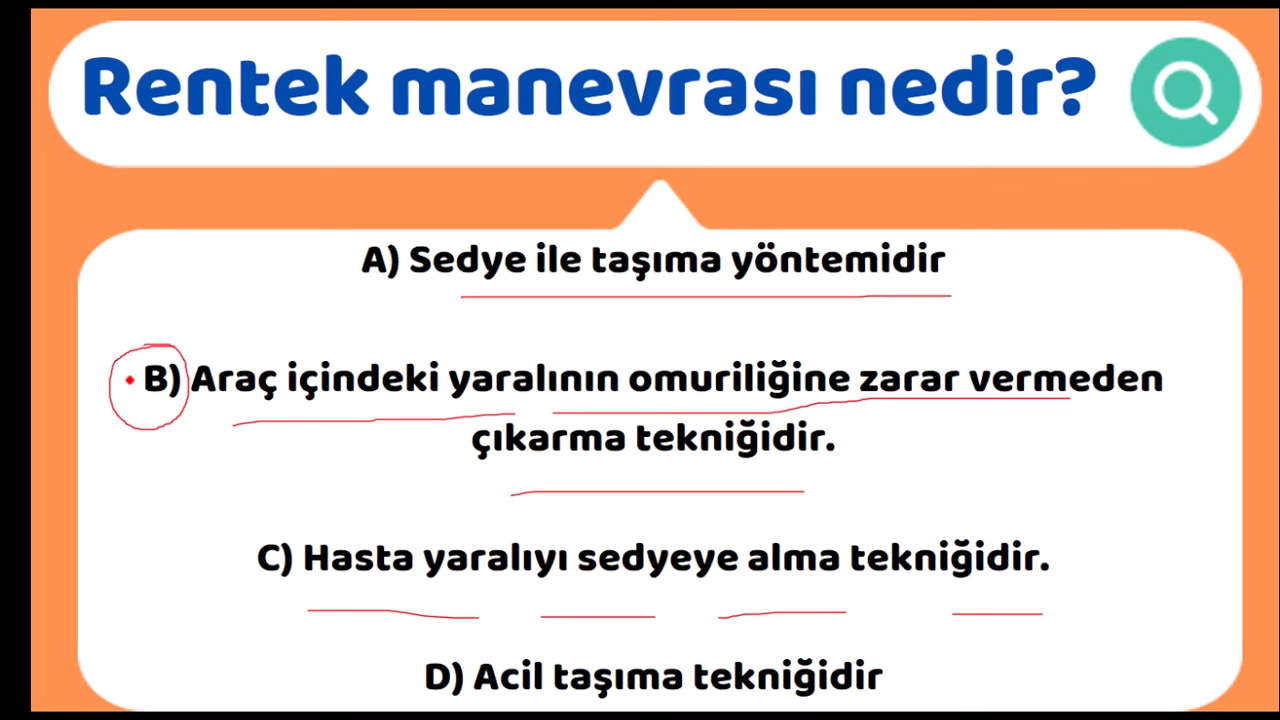 Rentek manevrası nedir?
A) Sedye ile taşıma yöntemidir
B) Araç içindeki yaralının omuriliğine zarar vermeden
çıkarma tekniğidir.
C) Hasta yaralıyı sedyeye alma tekniğidir.
D) Acil taşıma tekniğidir